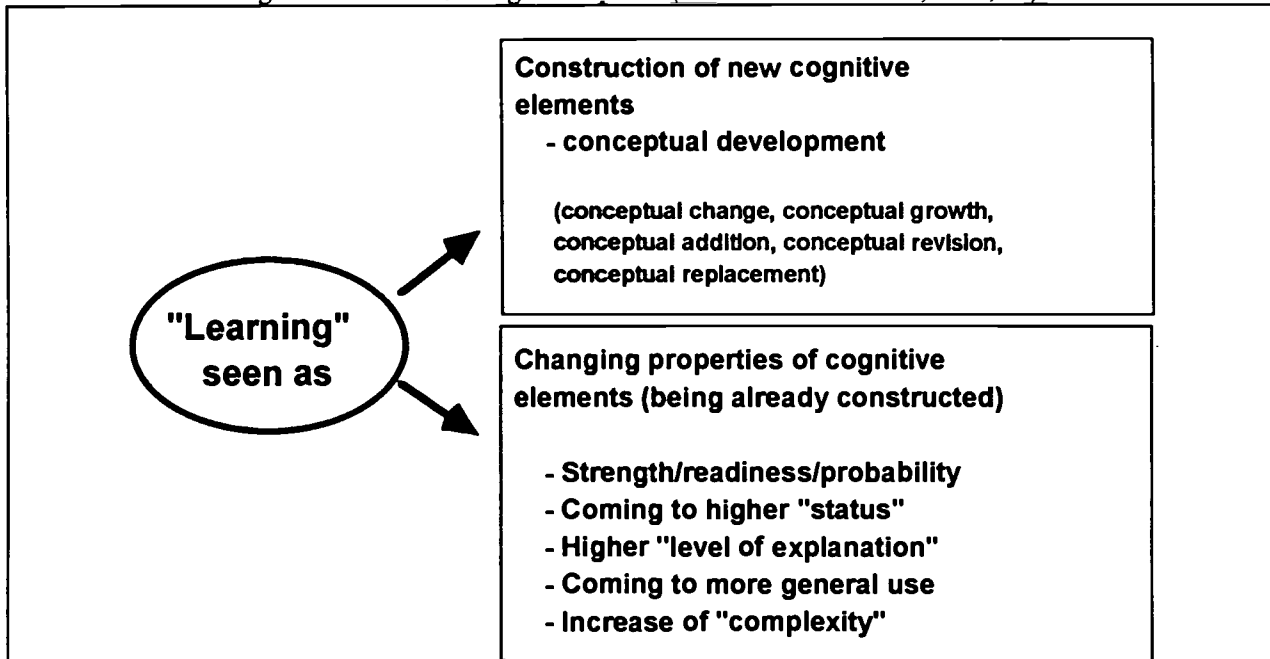 "Learning"
seen as
Construction of new cognitive
elements
- conceptual development
(conceptual change, conceptual growth,
conceptual addition, conceptual revision,
conceptual replacement)
Changing properties of cognitive
elements (being already constructed)
- Strength/readiness/probability
- Coming to higher "status"
- Higher "level of explanation"
- Coming to more general use
- Increase of "complexity"